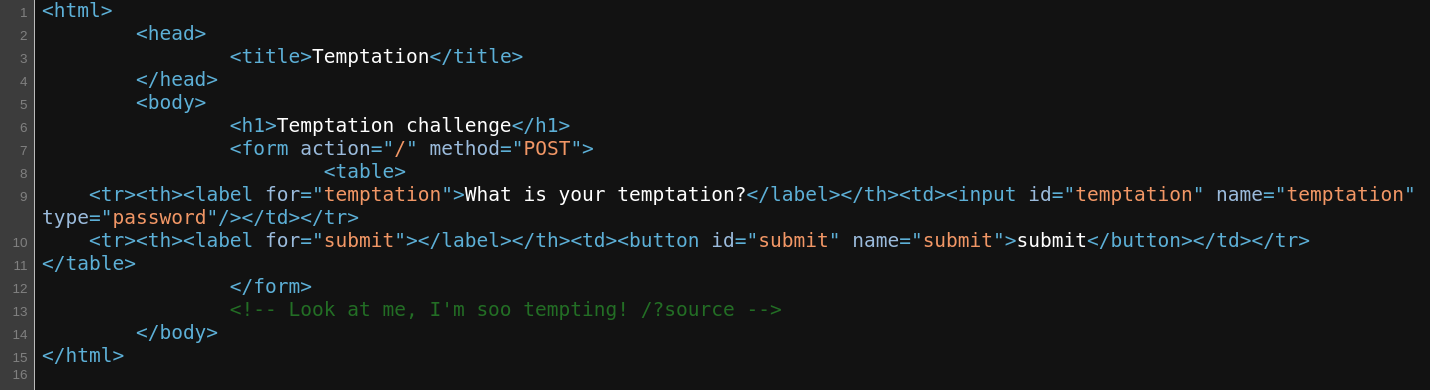 1 <html>
2 <head>
3 <title>Temptation</title>
4 </head>
5 <body>
6 <h1>Temptation challenge</h1>
7 <form action="/" method="POST">
8 <table>
9 <tr><th><label for="temptation">What is your temptation?</label></th><td><input id="temptation" name="temptation"
type="password"/></td></tr>
10 <tr><th><label for="submit"></label></th><td><button id="submit" name="submit">submit</button></td></tr>
11 </table>
12 </form>
13 <!-- Look at me, I'm soo tempting! /?source -->
14 </body>
15 </html>
16